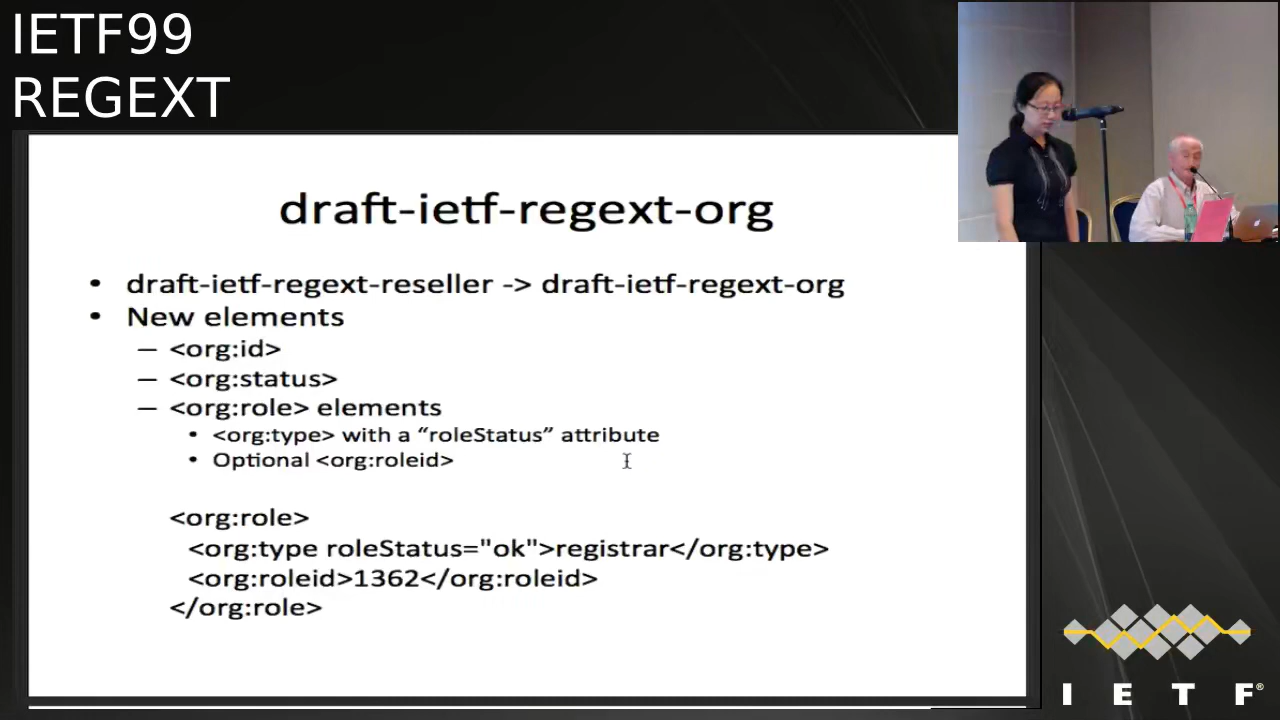 IETF99
REGEXT
draft-ietf-regext-org
• draft-ietf-regext-reseller -> draft-ietf-regext-org
• New elements
– <org:id>
– <org:status>
– <org:role> elements
• <org:type> with a “roleStatus” attribute
• Optional <org:roleid>
<org:role>
<org:type roleStatus="ok">registrar</org:type>
<org:roleid>1362</org:roleid>
</org:role>
I E T F®